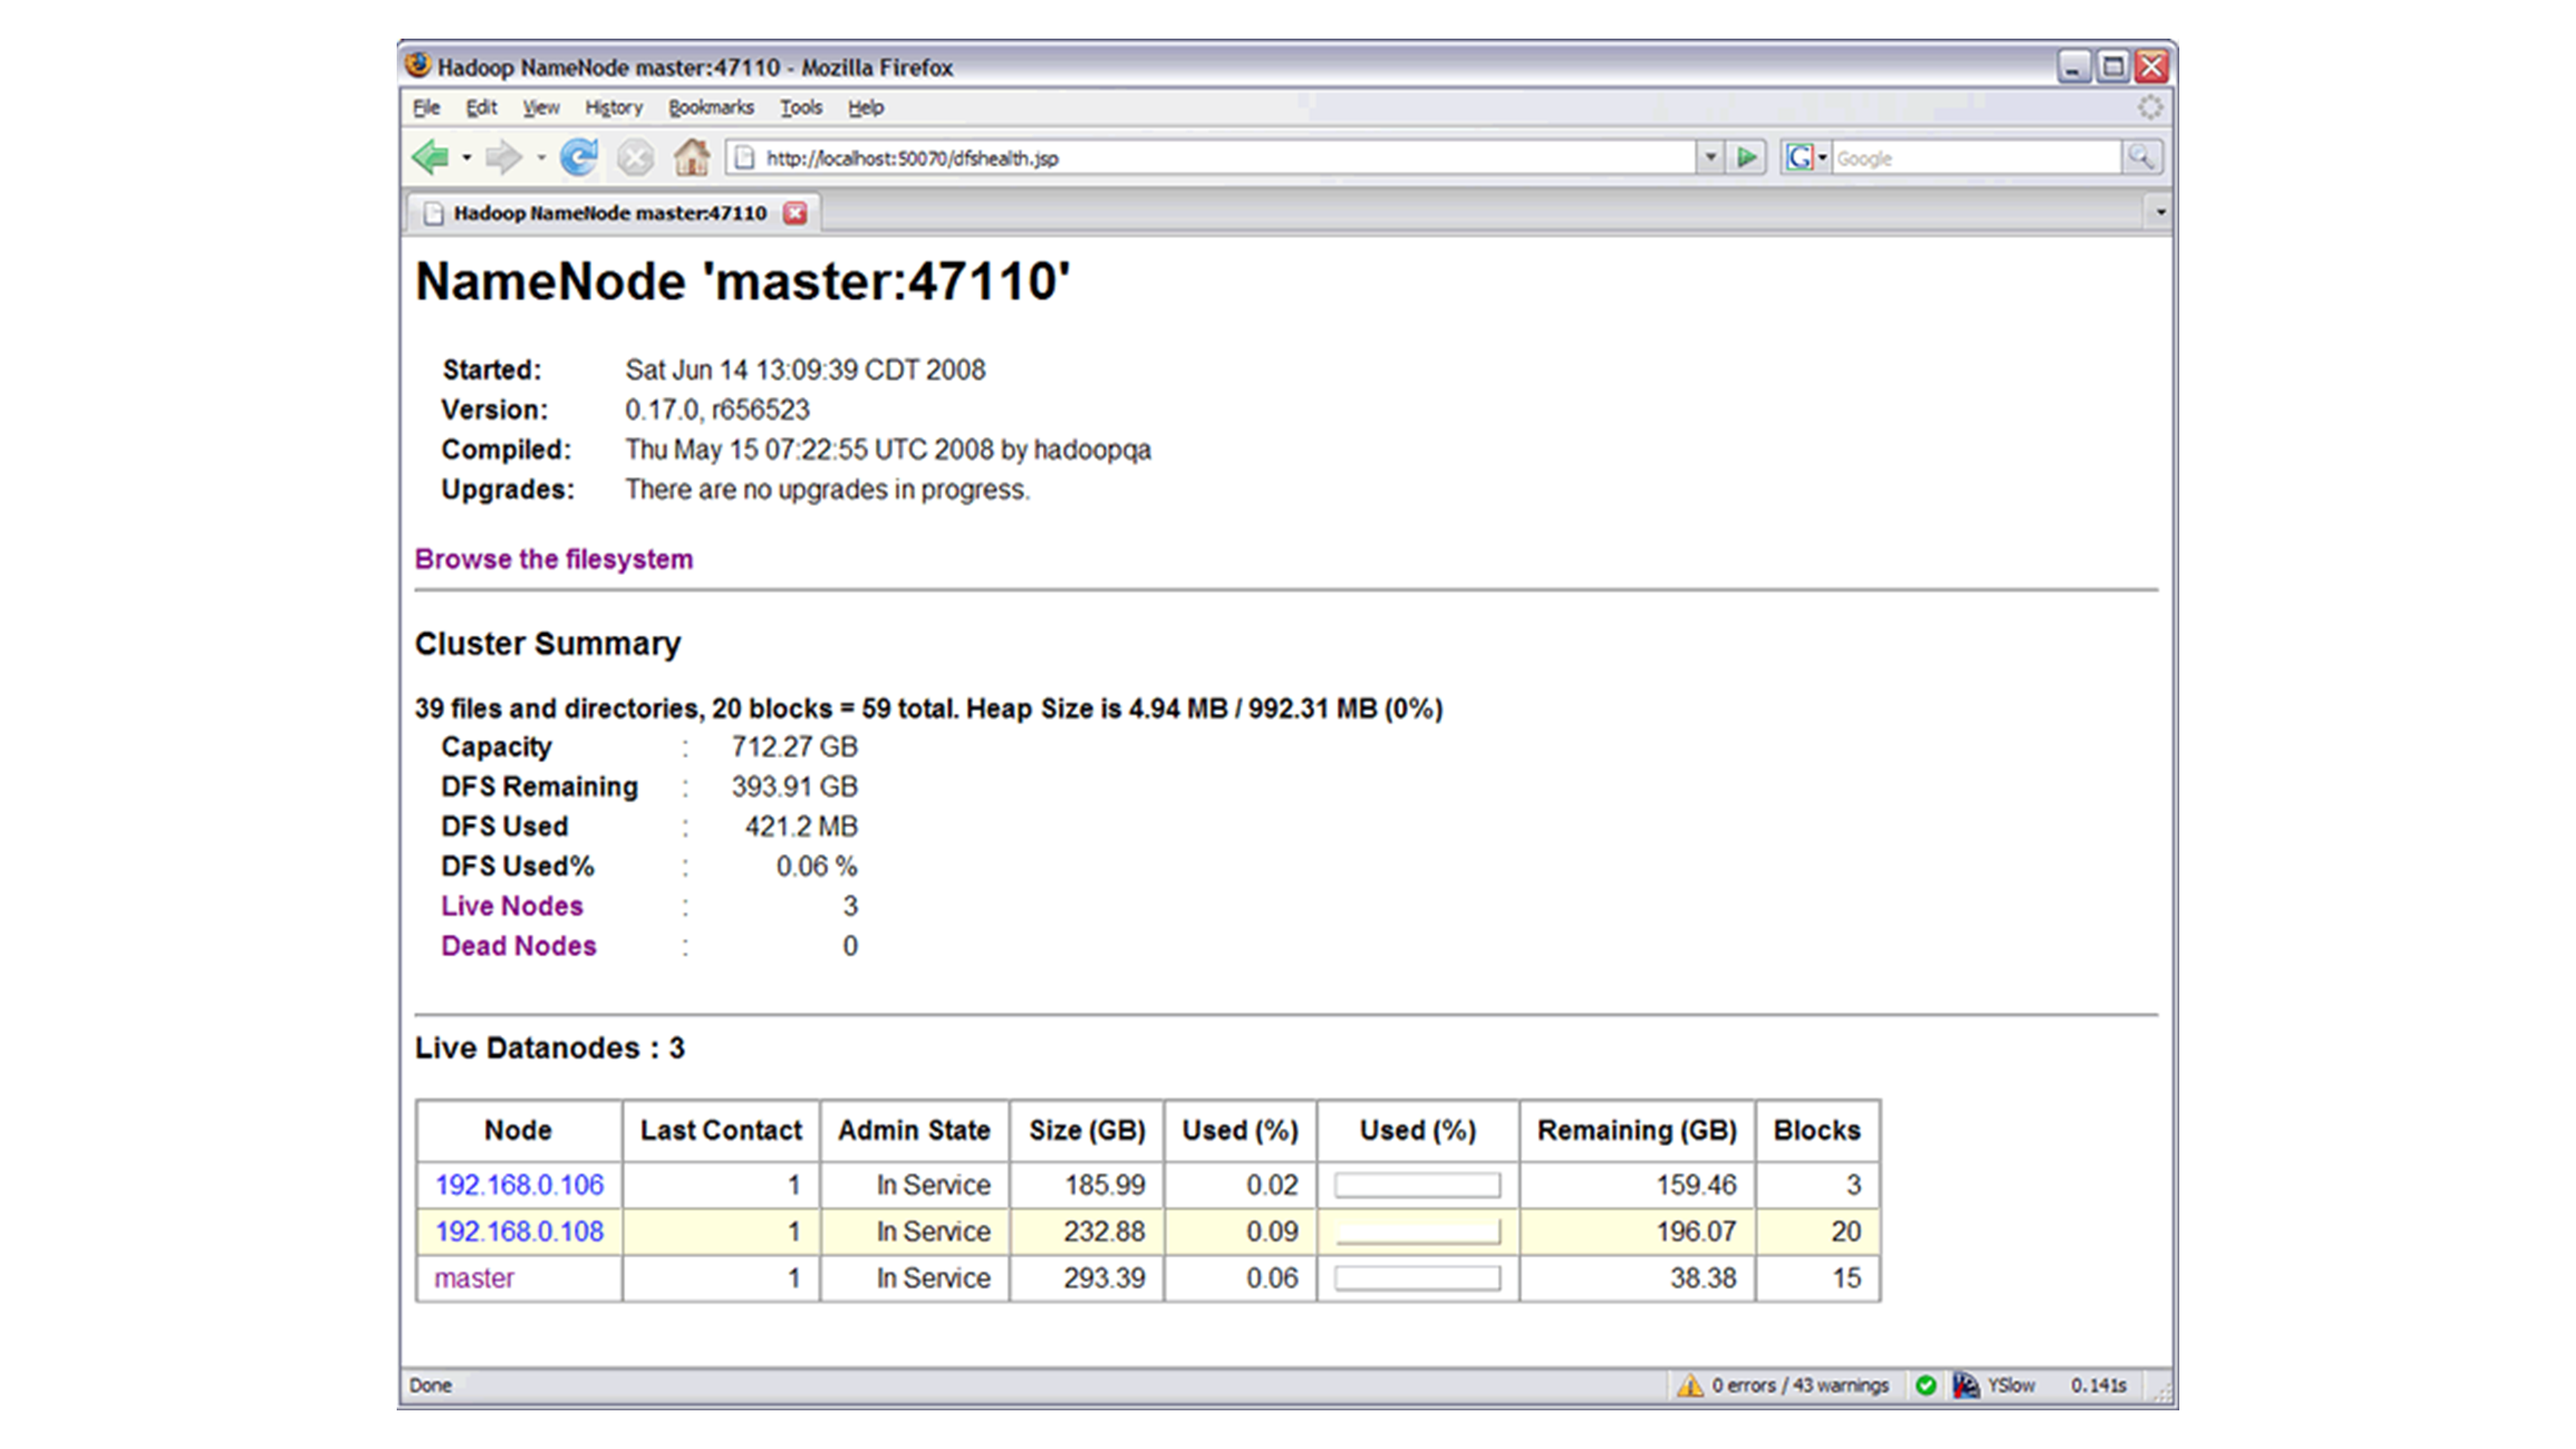 Hadoop NameNode master:47110 - Mozilla Firefox
File Edit View History Bookmarks Tools Help
http://localhost:50070/dfshealth.jsp
G Google
Hadoop NameNode master:47110
NameNode 'master:47110'
Started: Sat Jun 14 13:09:39 CDT 2008
Version: 0.17.0, r656523
Compiled: Thu May 15 07:22:55 UTC 2008 by hadoopqa
Upgrades: There are no upgrades in progress.
Browse the filesystem
Cluster Summary
39 files and directories, 20 blocks = 59 total. Heap Size is 4.94 MB / 992.31 MB (0%)
Capacity : 712.27 GB
DFS Remaining : 393.91 GB
DFS Used : 421.2 MB
DFS Used% : 0.06 %
Live Nodes : 3
Dead Nodes : 0
Live Datanodes : 3
Node Last Contact Admin State Size (GB) Used (%) Used (%) Remaining (GB) Blocks
192.168.0.106 1 In Service 185.99 0.02 159.46 3
192.168.0.108 1 In Service 232.88 0.09 196.07 20
master 1 In Service 293.39 0.06 38.38 15
Done 0 errors / 43 warnings YSlow 0.141s